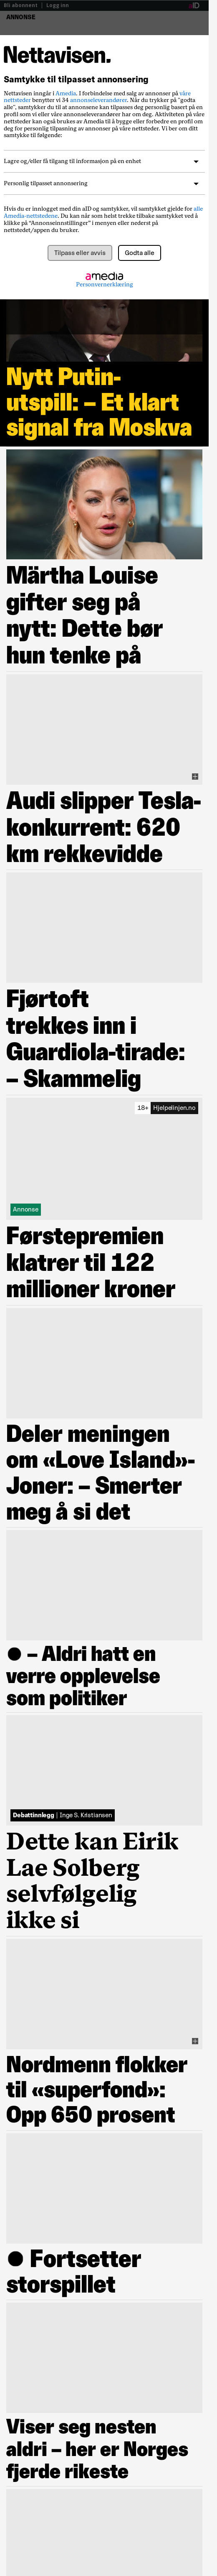 Bli abonnent | Logg inn
aID
ANNONSE
Nettavisen.
Samtykke til tilpasset annonsering
Nettavisen inngår i Amedia. I forbindelse med salg av annonser på våre
nettsteder benytter vi 34 annonseleverandører. Når du trykker på "godta
alle", samtykker du til at annonsen kan tilpasses deg personlig basert på en
profil som vi eller våre annonseleverandører har om deg. Aktiviteten på våre
nettsteder kan også brukes av Amedia til å bygge eller forbedre en profil om
deg for personlig tilpasning av annonser på våre nettsteder. Vi ber om ditt
samtykke til følgende:
Lagre og/eller få tilgang til informasjon på en enhet
Personlig tilpasset annonsering
Hvis du er innlogget med din aID og samtykker, vil samtykket gjelde for alle
Amedia-nettstedene. Du kan når som helst trekke tilbake samtykket ved å
klikke på “Annonseinnstillinger” i menyen eller nederst på
nettstedet/appen du bruker.
Tilpass eller avvis
Godta alle
amedia
Personvernerklæring
Nytt Putin-
utspill: – Et klart
signal fra Moskva
Märtha Louise
gifter seg på
nytt: Dette bør
hun tenke på
Audi slipper Tesla-
konkurrent: 620
km rekkevidde
Fjørtoft
trekkes inn i
Guardiola-tirade:
– Skammelig
18+ Hjelpelinjen.no
Annonse
Førstepremien
klatrer til 122
millioner kroner
Deler meningen
om «Love Island»-
Joner: – Smerter
meg å si det
● – Aldri hatt en
verre opplevelse
som politiker
Debattinnlegg | Inge S. Kristiansen
Dette kan Eirik
Lae Solberg
selvfølgelig
ikke si
Nordmenn flokker
til «superfond»:
Opp 650 prosent
● Fortsetter
storspillet
Viser seg nesten
aldri – her er Norges
fjerde rikeste